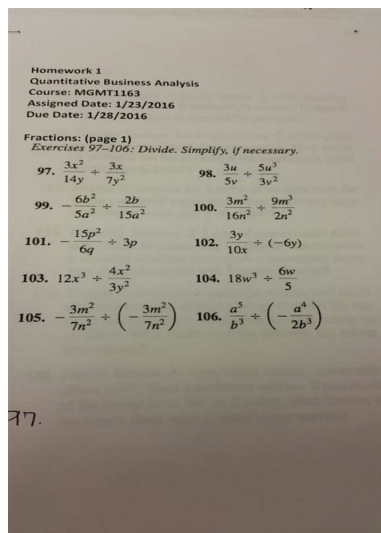 Homework 1
Quantitative Business Analysis
Course: MGMT1163
Assigned Date: 1/23/2016
Due Date: 1/28/2016
Fractions: (page 1)
Exercises 97–106: Divide. Simplify, if necessary.
97. 3x²/14y ÷ 3x/7y² 98. 3u/5v ÷ 5u³/3v²
99. − 6b²/5a² ÷ 2b/15a² 100. 3m²/16n² ÷ 9m³/2n²
101. − 15p²/6q ÷ 3p 102. 3y/10x ÷ (−6y)
103. 12x³ ÷ 4x²/3y² 104. 18w³ ÷ 6w/5
105. − 3m²/7n² ÷ (− 3m²/7n²) 106. a⁵/b³ ÷ (− a⁴/2b³)
97.